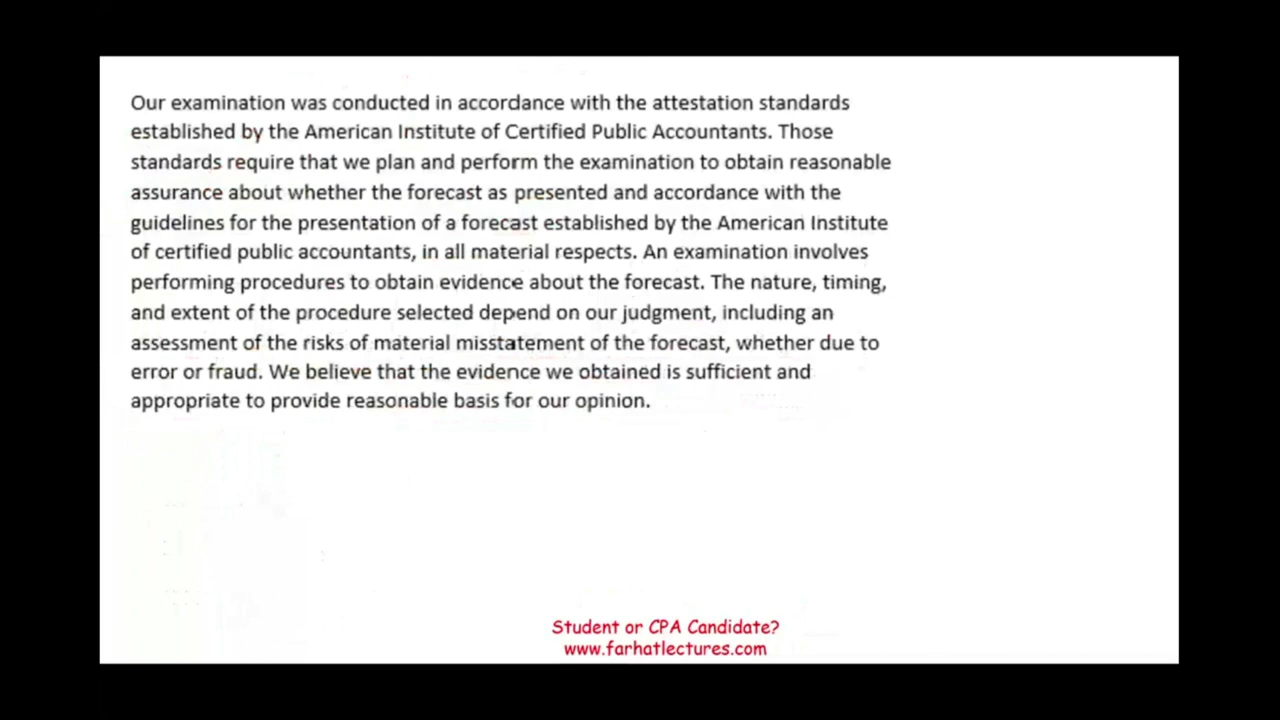 Our examination was conducted in accordance with the attestation standards
established by the American Institute of Certified Public Accountants. Those
standards require that we plan and perform the examination to obtain reasonable
assurance about whether the forecast as presented and accordance with the
guidelines for the presentation of a forecast established by the American Institute
of certified public accountants, in all material respects. An examination involves
performing procedures to obtain evidence about the forecast. The nature, timing,
and extent of the procedure selected depend on our judgment, including an
assessment of the risks of material misstatement of the forecast, whether due to
error or fraud. We believe that the evidence we obtained is sufficient and
appropriate to provide reasonable basis for our opinion.
Student or CPA Candidate?
www.farhatlectures.com